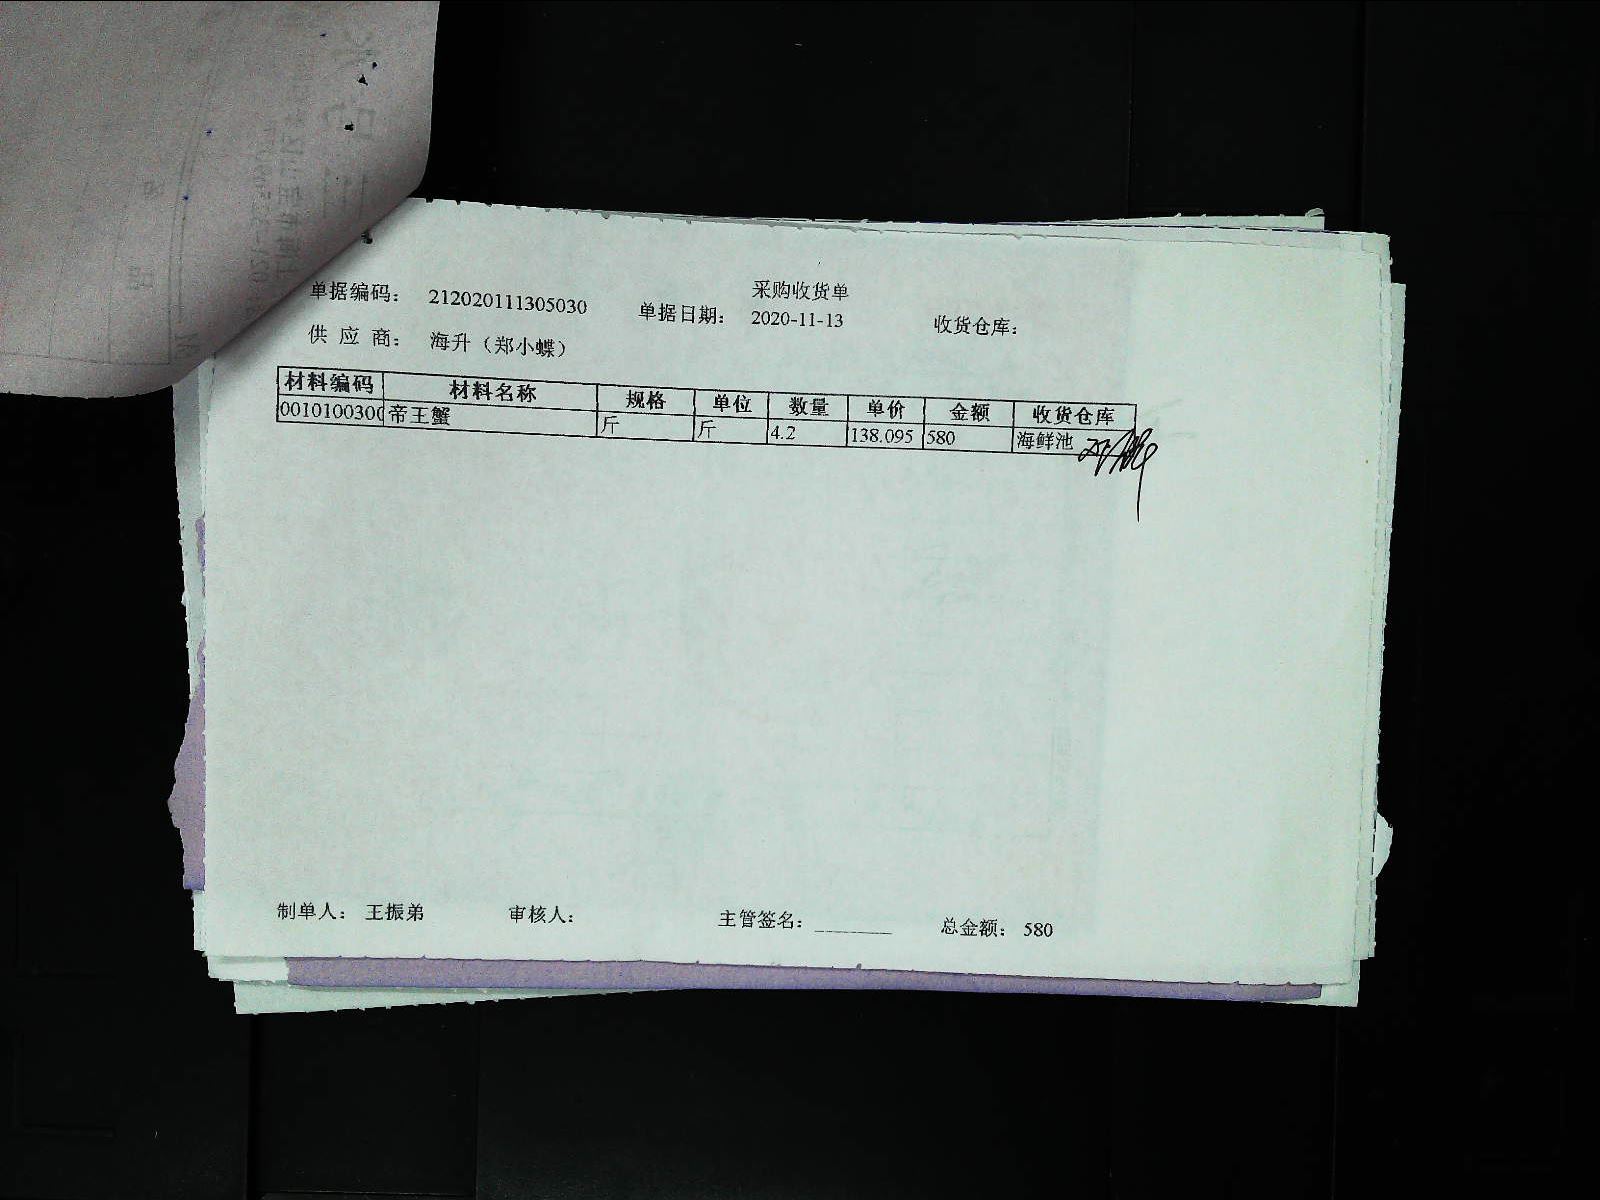 采购收货单
单据编码： 212020111305030 单据日期： 2020-11-13 收货仓库：
供 应 商： 海升（郑小蝶）
材料编码 材料名称 规格 单位 数量 单价 金额 收货仓库
0010100300 帝王蟹 斤 斤 4.2 138.095 580 海鲜池
制单人： 王振弟 审核人： 主管签名： 总金额： 580